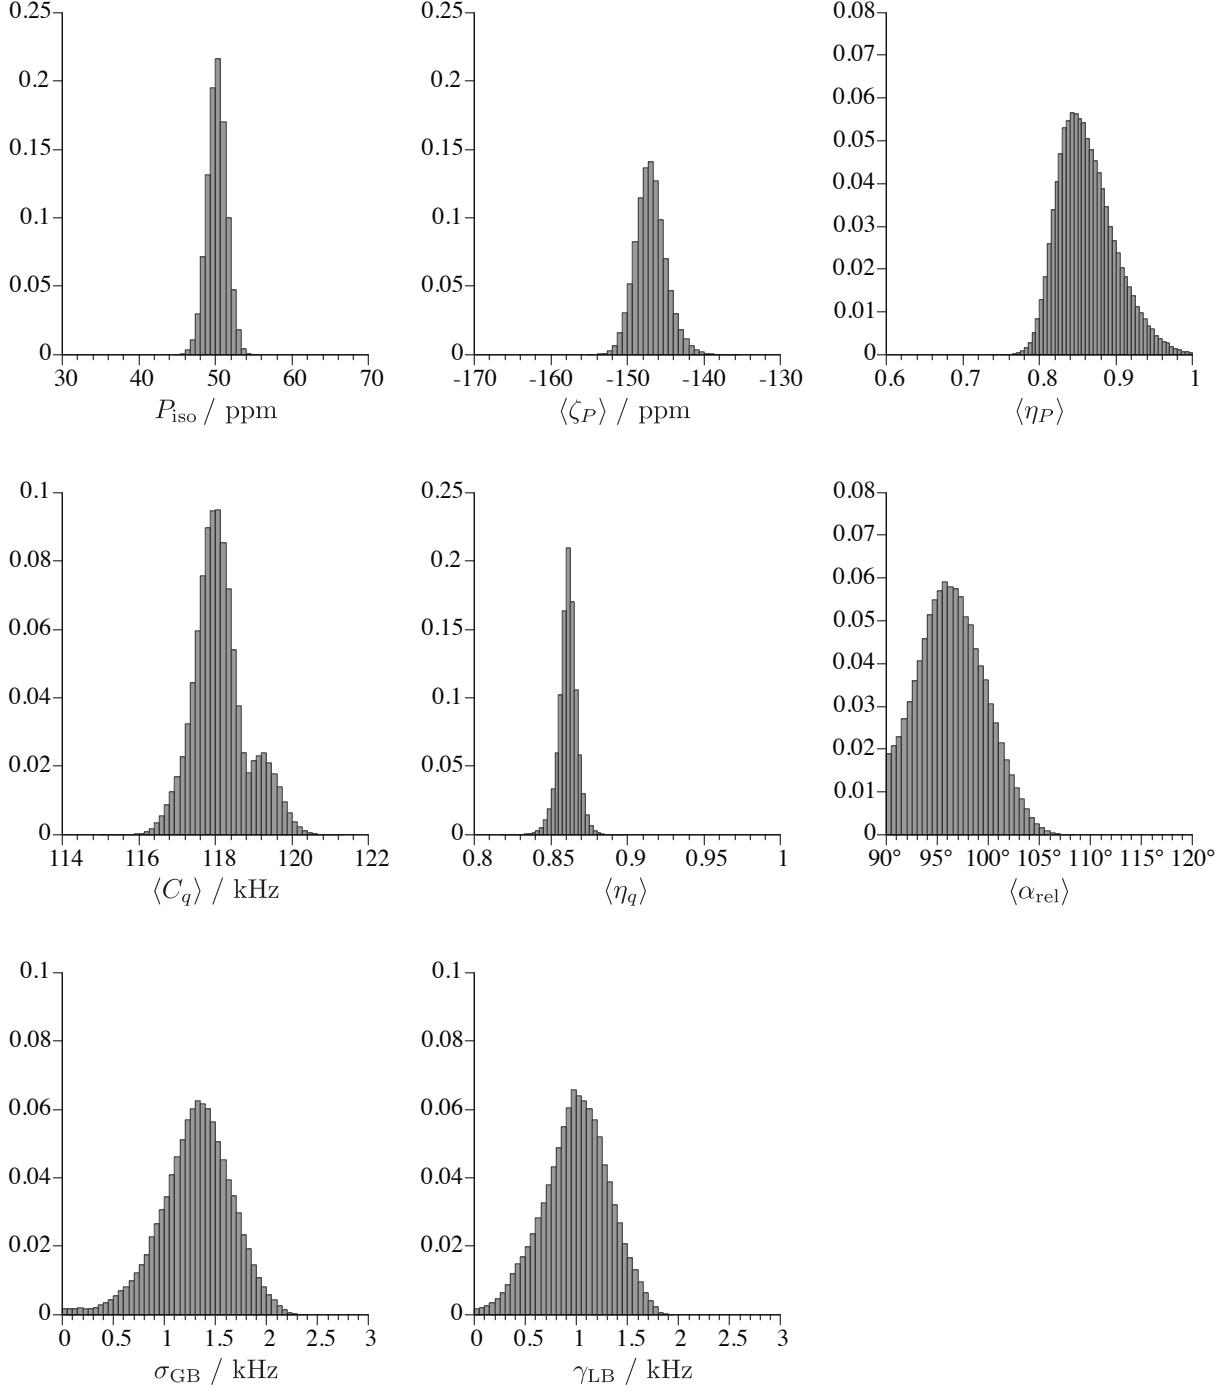 0.25 0.25 0.08
0.07
0.2 0.2 0.06
0.15 0.15 0.05
0.04
0.1 0.1 0.03
0.05 0.05 0.02
0.01
0 0 0
30 40 50 60 70 -170 -160 -150 -140 -130 0.6 0.7 0.8 0.9 1
P_iso / ppm ⟨ζ_P⟩ / ppm ⟨η_P⟩
0.1 0.25 0.08
0.07
0.08 0.2 0.06
0.06 0.15 0.05
0.04
0.04 0.1 0.03
0.02 0.05 0.02
0.01
0 0 0
114 116 118 120 122 0.8 0.85 0.9 0.95 1 90° 95° 100° 105° 110° 115° 120°
⟨C_q⟩ / kHz ⟨η_q⟩ ⟨α_rel⟩
0.1 0.1
0.08 0.08
0.06 0.06
0.04 0.04
0.02 0.02
0 0
0 0.5 1 1.5 2 2.5 3 0 0.5 1 1.5 2 2.5 3
σ_GB / kHz γ_LB / kHz